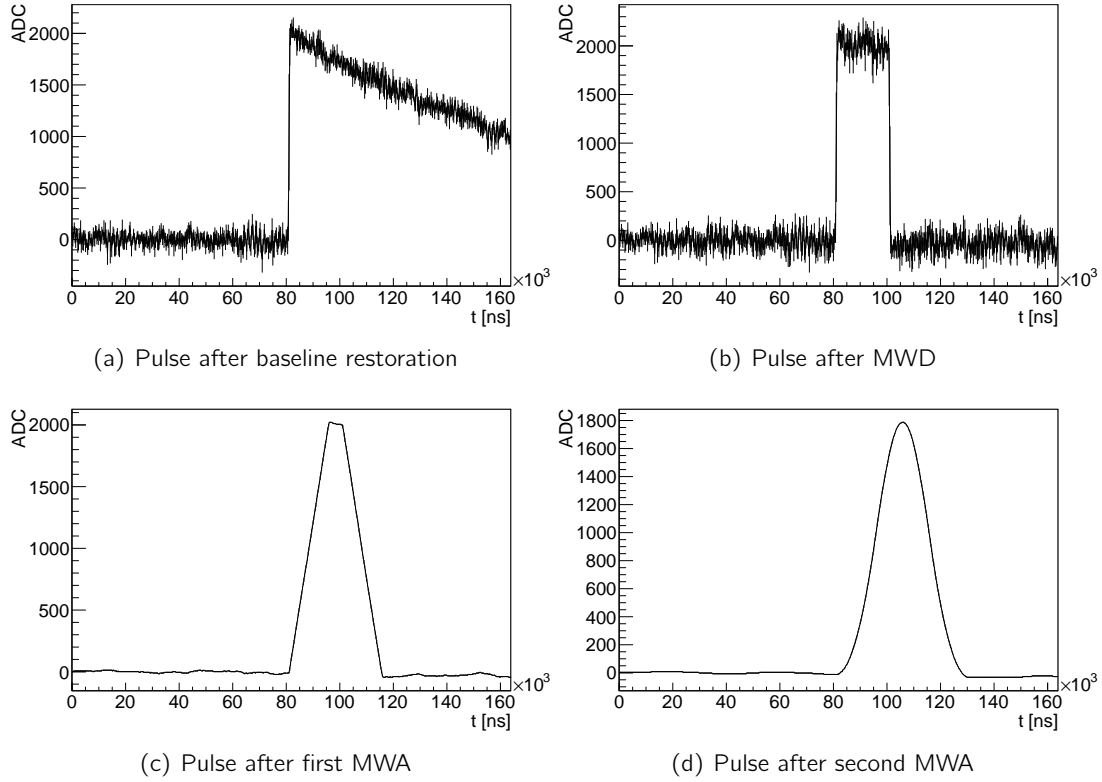 ADC
2000
1500
1000
500
0
0 20 40 60 80 100 120 140 160
×10³
t [ns]
(a) Pulse after baseline restoration
ADC
2000
1500
1000
500
0
0 20 40 60 80 100 120 140 160
×10³
t [ns]
(b) Pulse after MWD
ADC
2000
1500
1000
500
0
0 20 40 60 80 100 120 140 160
×10³
t [ns]
(c) Pulse after first MWA
ADC
1800
1600
1400
1200
1000
800
600
400
200
0
0 20 40 60 80 100 120 140 160
×10³
t [ns]
(d) Pulse after second MWA